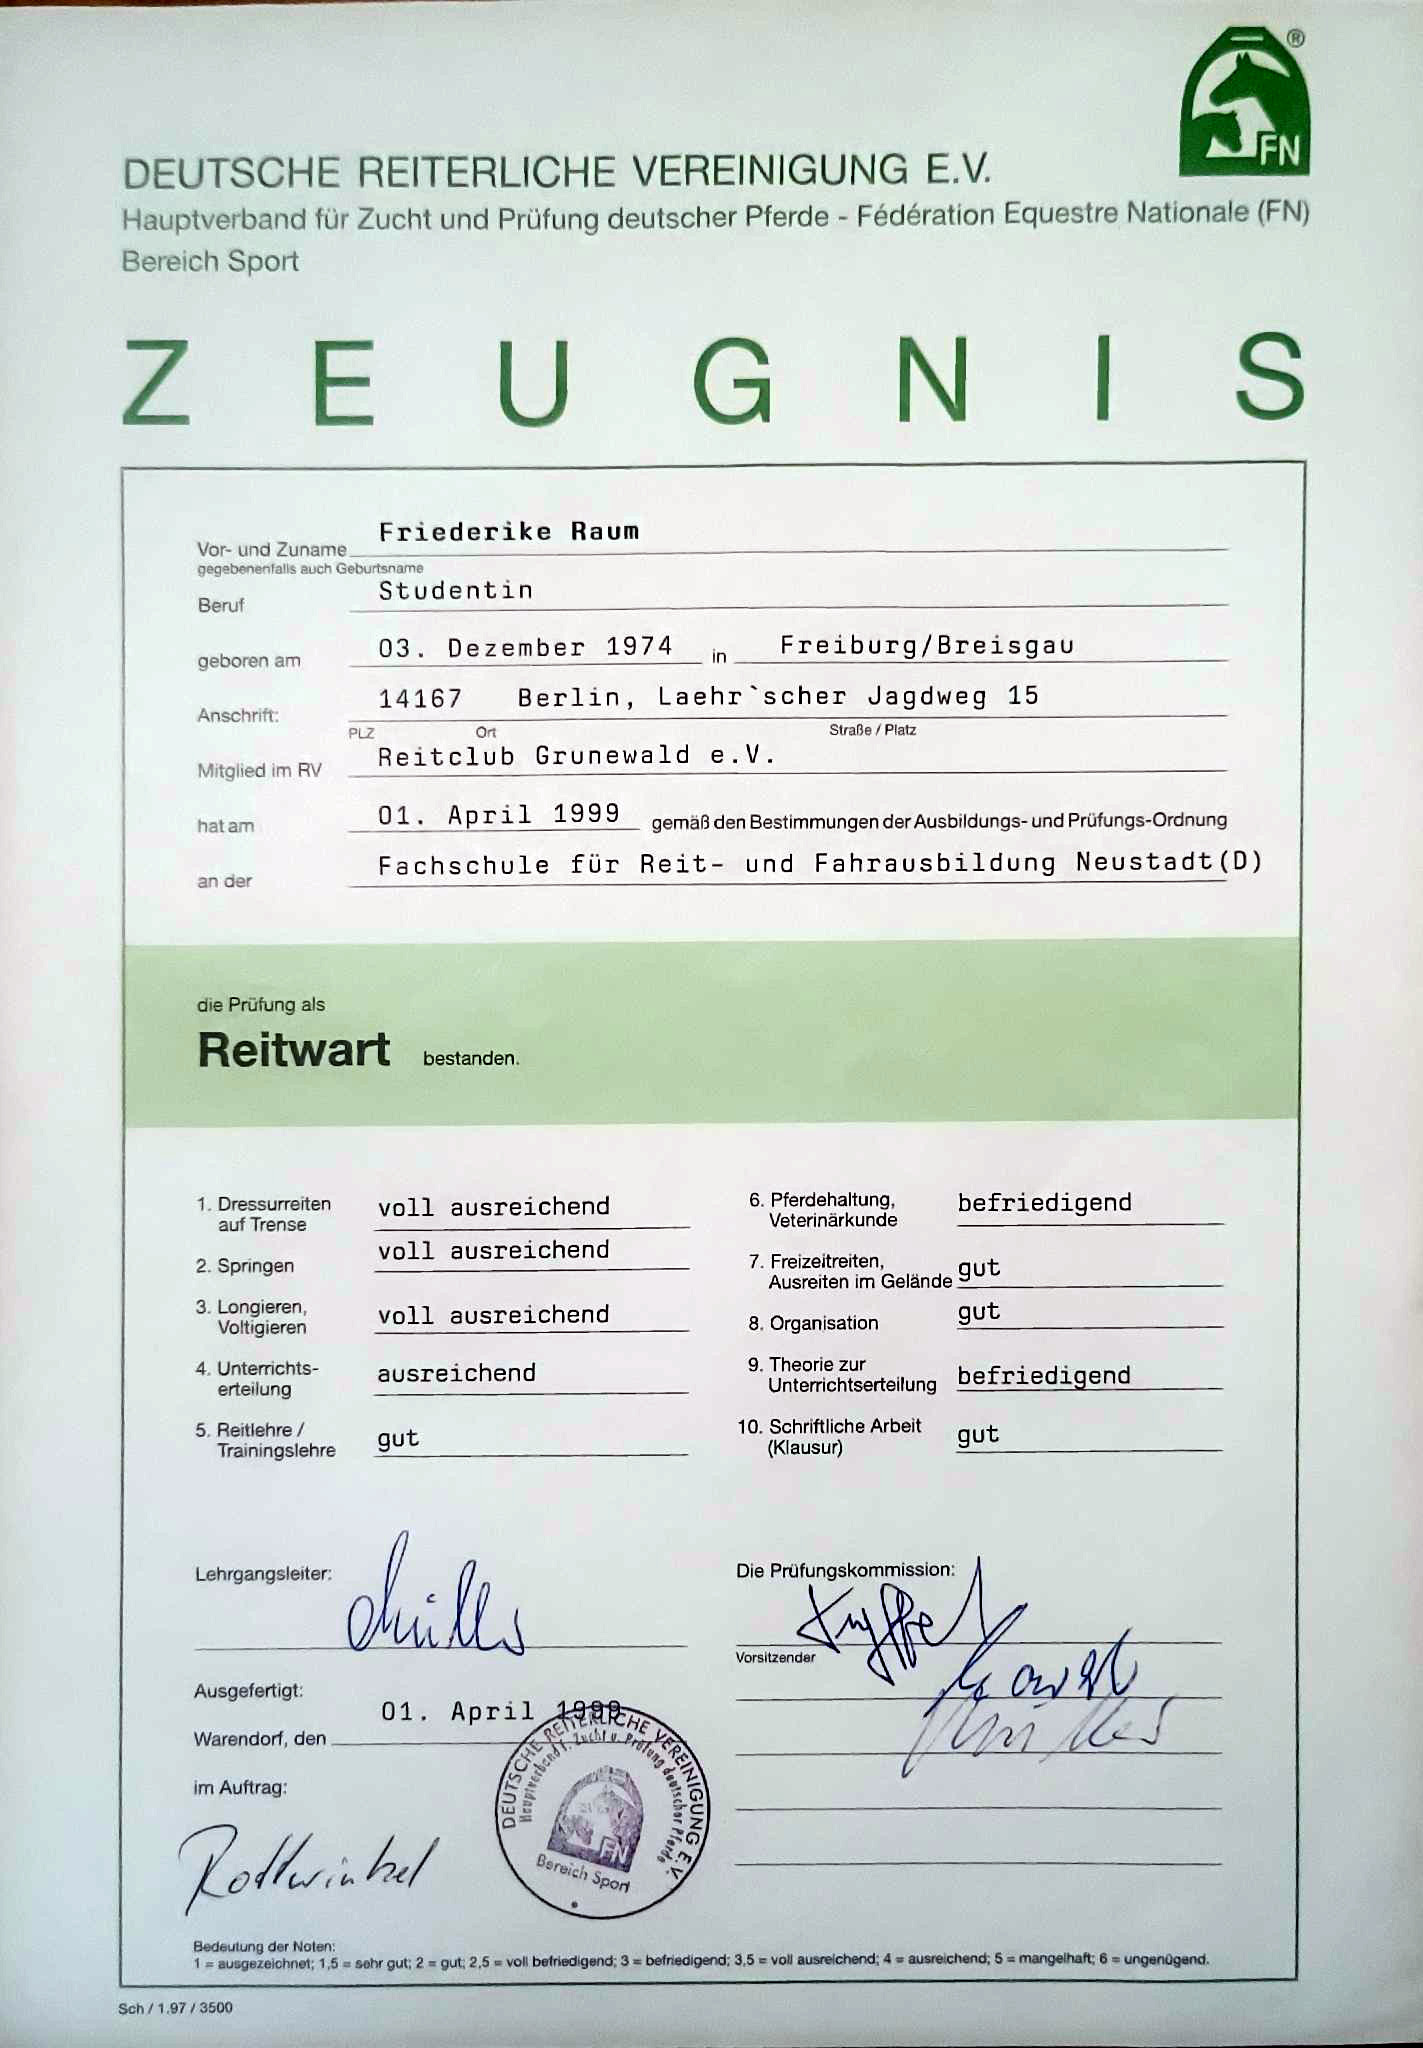 ®
FN
DEUTSCHE REITERLICHE VEREINIGUNG E.V.
Hauptverband für Zucht und Prüfung deutscher Pferde - Fédération Equestre Nationale (FN)
Bereich Sport
ZEUGNIS
Vor- und Zuname Friederike Raum
gegebenenfalls auch Geburtsname
Beruf Studentin
geboren am 03. Dezember 1974 in Freiburg/Breisgau
Anschrift: 14167 Berlin, Laehr`scher Jagdweg 15
PLZ Ort Straße / Platz
Mitglied im RV Reitclub Grunewald e.V.
hat am 01. April 1999 gemäß den Bestimmungen der Ausbildungs- und Prüfungs-Ordnung
an der Fachschule für Reit- und Fahrausbildung Neustadt(D)
die Prüfung als
Reitwart bestanden.
1. Dressurreiten
auf Trense voll ausreichend
2. Springen voll ausreichend
3. Longieren,
Voltigieren voll ausreichend
4. Unterrichts-
erteilung ausreichend
5. Reitlehre /
Trainingslehre gut
6. Pferdehaltung,
Veterinärkunde befriedigend
7. Freizeitreiten,
Ausreiten im Gelände gut
8. Organisation gut
9. Theorie zur
Unterrichtserteilung befriedigend
10. Schriftliche Arbeit
(Klausur) gut
Lehrgangsleiter:
Die Prüfungskommission:
Vorsitzender
Ausgefertigt:
Warendorf, den 01. April 1999
im Auftrag:
DEUTSCHE REITERLICHE VEREINIGUNG E.V.
Hauptverband f. Zucht u. Prüfung deutscher Pferde
FN
Bereich Sport
Bedeutung der Noten:
1 = ausgezeichnet; 1,5 = sehr gut; 2 = gut; 2,5 = voll befriedigend; 3 = befriedigend; 3,5 = voll ausreichend; 4 = ausreichend; 5 = mangelhaft; 6 = ungenügend.
Sch / 1.97 / 3500